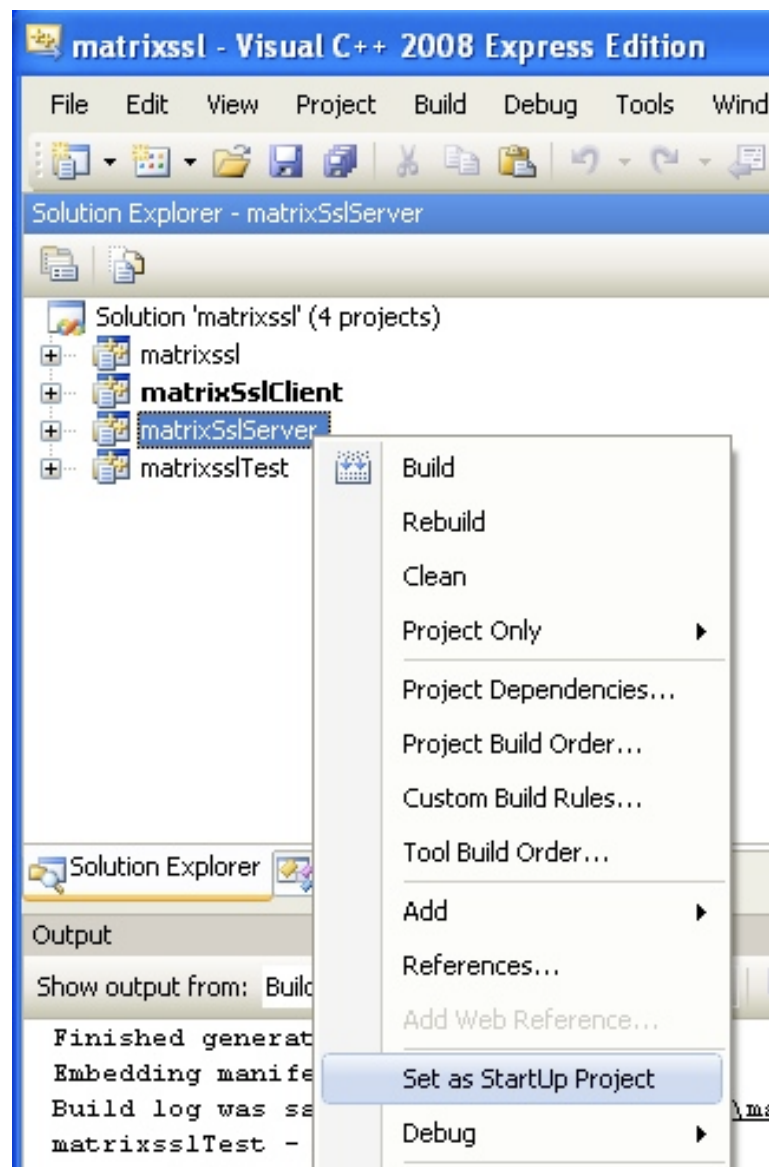 matrixssl - Visual C++ 2008 Express Edition
File Edit View Project Build Debug Tools Wind
Solution Explorer - matrixSslServer
Solution 'matrixssl' (4 projects)
matrixssl
matrixSslClient
matrixSslServer
matrixsslTest
Build
Rebuild
Clean
Project Only
Project Dependencies...
Project Build Order...
Custom Build Rules...
Tool Build Order...
Add
References...
Add Web Reference...
Set as StartUp Project
Debug
Solution Explorer
Output
Show output from: Build
Finished generat
Embedding manife
Build log was sa \ma
matrixsslTest -